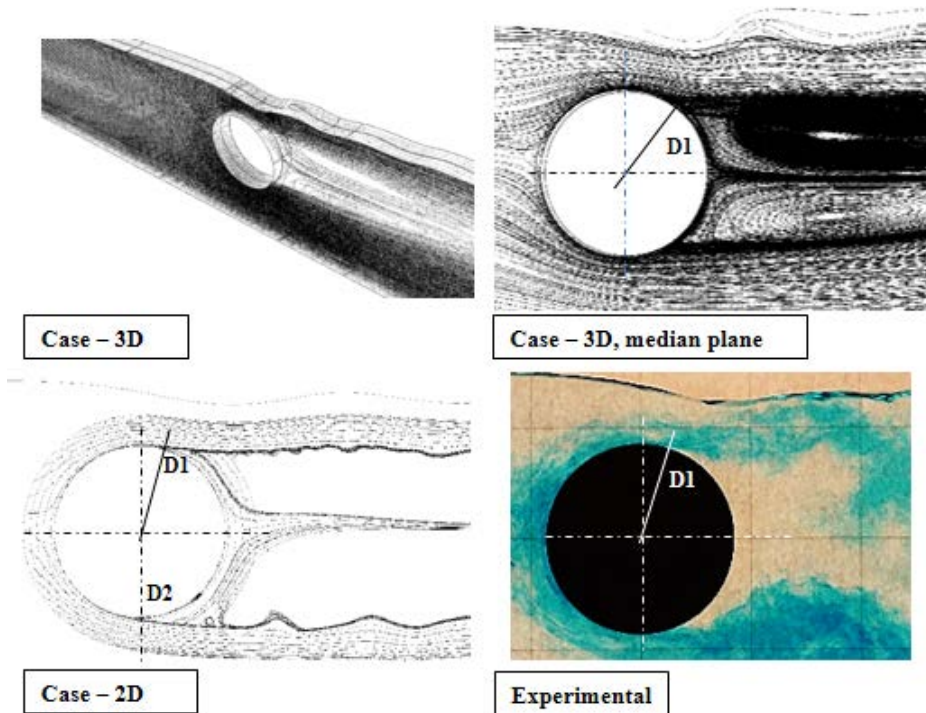 D1
Case – 3D
Case – 3D, median plane
D1
D2
D1
Case – 2D
Experimental